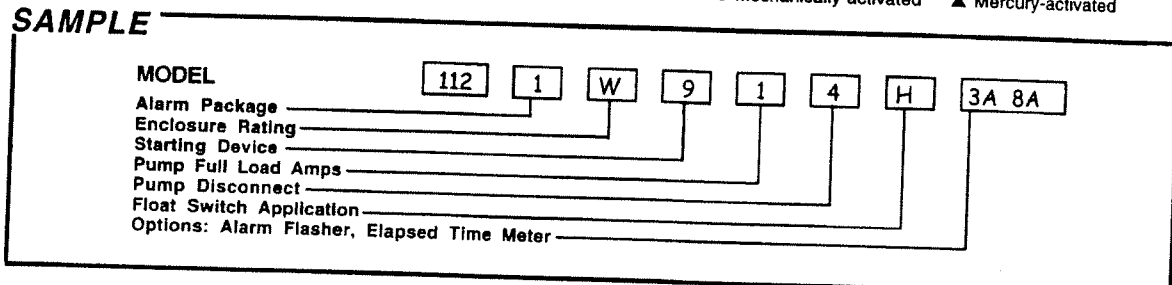 Mechanically-activated ▲ Mercury-activated
SAMPLE
MODEL 112 1 W 9 1 4 H 3A 8A
Alarm Package
Enclosure Rating
Starting Device
Pump Full Load Amps
Pump Disconnect
Float Switch Application
Options: Alarm Flasher, Elapsed Time Meter